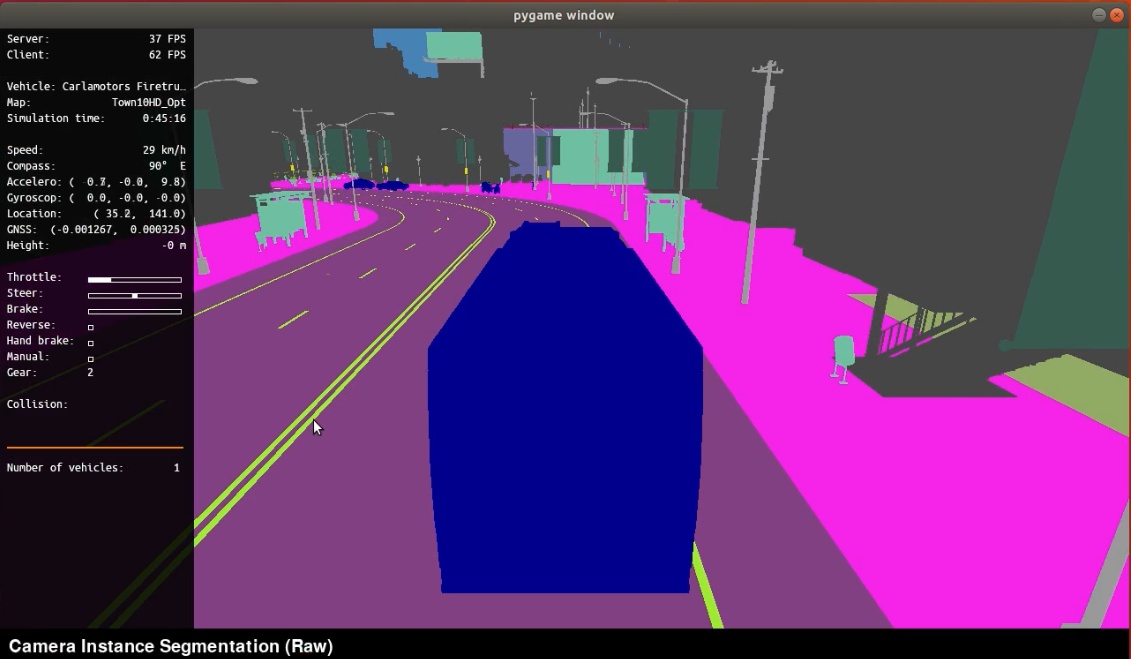 pygame window
Server: 37 FPS
Client: 62 FPS
Vehicle: Carlamotors Firetru…
Map: Town10HD_Opt
Simulation time: 0:45:16
Speed: 29 km/h
Compass: 90° E
Accelero: ( 0.7, -0.0, 9.8)
Gyroscop: ( 0.0, -0.0, -0.0)
Location: ( 35.2, 141.0)
GNSS: (-0.001267, 0.000325)
Height: -0 m
Throttle:
Steer:
Brake:
Reverse:
Hand brake:
Manual:
Gear: 2
Collision:
Number of vehicles: 1
Camera Instance Segmentation (Raw)